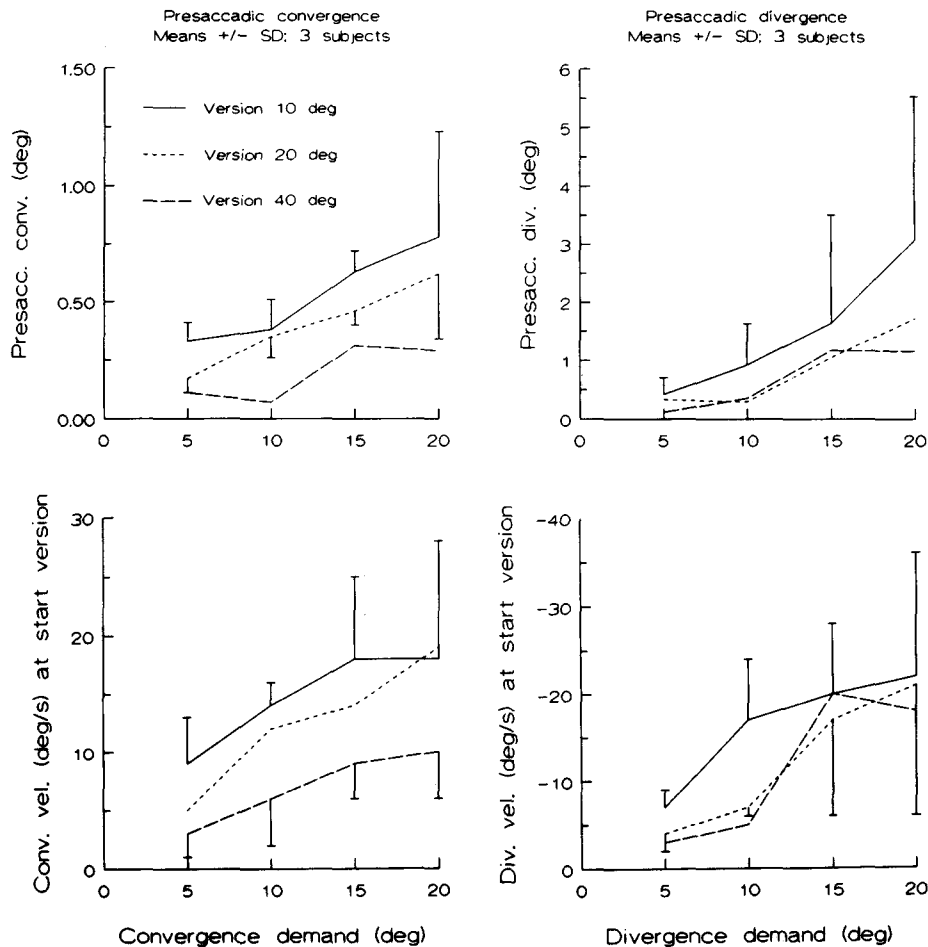 Presaccadic convergence
Means +/- SD: 3 subjects
1.50
1.00
0.50
0.00
Presacc. conv. (deg)
Version 10 deg
Version 20 deg
Version 40 deg
0 5 10 15 20
Presaccadic divergence
Means +/- SD: 3 subjects
6
5
4
3
2
1
0
Presacc. div. (deg)
0 5 10 15 20
30
20
10
0
Conv. vel. (deg/s) at start version
0 5 10 15 20
Convergence demand (deg)
-40
-30
-20
-10
0
Div. vel. (deg/s) at start version
0 5 10 15 20
Divergence demand (deg)